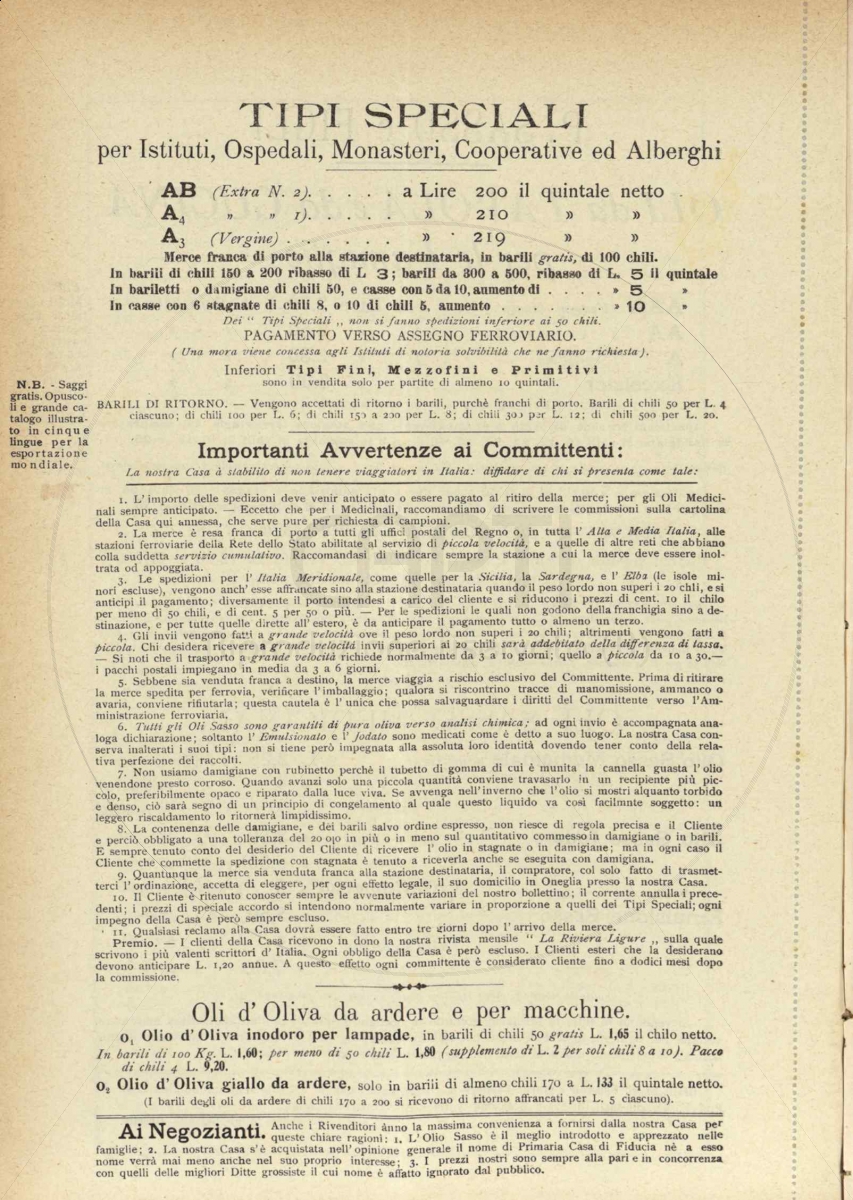 TIPI SPECIALI
per Istituti, Ospedali, Monasteri, Cooperative ed Alberghi
AB (Extra N. 2). . . . . a Lire 200 il quintale netto
A4 „ „ 1). . . . . » 210 » »
A3 (Vergine) . . . . . . » 219 » »
Merce franca di porto alla stazione destinataria, in barili gratis, di 100 chili.
In barili di chili 150 a 200 ribasso di L 3; barili da 300 a 500, ribasso di L. 5 il quintale
In bariletti o damigiane di chili 50, e casse con 5 da 10, aumento di . . . . » 5 »
In casse con 6 stagnate di chili 8, o 10 di chili 5, aumento . . . . . . . » 10 »
Dei “ Tipi Speciali „ non si fanno spedizioni inferiore ai 50 chili.
PAGAMENTO VERSO ASSEGNO FERROVIARIO.
( Una mora viene concessa agli Istituti di notoria solvibilità che ne fanno richiesta).
Inferiori Tipi Fini, Mezzofini e Primitivi
sono in vendita solo per partite di almeno 10 quintali.
N.B. - Saggi
gratis. Opusco-
li e grande ca-
talogo illustra-
to in cinque
lingue per la
esportazione
mondiale.
BARILI DI RITORNO. — Vengono accettati di ritorno i barili, purchè franchi di porto. Barili di chili 50 per L. 4
ciascuno; di chili 100 per L. 6; di chili 150 a 200 per L. 8; di chili 300 per L. 12; di chili 500 per L. 20.
Importanti Avvertenze ai Committenti:
La nostra Casa à stabilito di non tenere viaggiatori in Italia: diffidare di chi si presenta come tale:
1. L' importo delle spedizioni deve venir anticipato o essere pagato al ritiro della merce; per gli Oli Medici-
nali sempre anticipato. — Eccetto che per i Medicinali, raccomandiamo di scrivere le commissioni sulla cartolina
della Casa qui annessa, che serve pure per richiesta di campioni.
2. La merce è resa franca di porto a tutti gli uffici postali del Regno o, in tutta l' Alta e Media Italia, alle
stazioni ferroviarie della Rete dello Stato abilitate al servizio di piccola velocità, e a quelle di altre reti che abbiano
colla suddetta servizio cumulativo. Raccomandasi di indicare sempre la stazione a cui la merce deve essere inol-
trata od appoggiata.
3. Le spedizioni per l' Italia Meridionale, come quelle per la Sicilia, la Sardegna, e l' Elba (le isole mi-
nori escluse), vengono anch' esse affrancate sino alla stazione destinataria quando il peso lordo non superi i 20 chli, e si
anticipi il pagamento; diversamente il porto intendesi a carico del cliente e si riducono i prezzi di cent. 10 il chilo
per meno di 50 chili, e di cent. 5 per 50 o più. — Per le spedizioni le quali non godono della franchigia sino a de-
stinazione, e per tutte quelle dirette all' estero, è da anticipare il pagamento tutto o almeno un terzo.
4. Gli invii vengono fatti a grande velocità ove il peso lordo non superi i 20 chili; altrimenti vengono fatti a
piccola. Chi desidera ricevere a grande velocità invii superiori ai 20 chili sarà addebitato della differenza di tassa.
— Si noti che il trasporto a grande velocità richiede normalmente da 3 a 10 giorni; quello a piccola da 10 a 30.—
i pacchi postali impiegano in media da 3 a 6 giorni.
5. Sebbene sia venduta franca a destino, la merce viaggia a rischio esclusivo del Committente. Prima di ritirare
la merce spedita per ferrovia, verificare l'imballaggio; qualora si riscontrino tracce di manomissione, ammanco o
avaria, conviene rifiutarla; questa cautela è l' unica che possa salvaguardare i diritti del Committente verso l'Am-
ministrazione ferroviaria.
6. Tutti gli Oli Sasso sono garantiti di pura oliva verso analisi chimica; ad ogni invio è accompagnata ana-
loga dichiarazione; soltanto l' Emulsionato e l' Jodato sono medicati come è detto a suo luogo. La nostra Casa con-
serva inalterati i suoi tipi: non si tiene però impegnata alla assoluta loro identità dovendo tener conto della rela-
tiva perfezione dei raccolti.
7. Non usiamo damigiane con rubinetto perchè il tubetto di gomma di cui è munita la cannella guasta l'olio
venendone presto corroso. Quando avanzi solo una piccola quantità conviene travasarlo in un recipiente più pic-
colo, preferibilmente opaco e riparato dalla luce viva. Se avvenga nell'inverno che l'olio si mostri alquanto torbido
e denso, ciò sarà segno di un principio di congelamento al quale questo liquido va così facilmnte soggetto: un
leggero riscaldamento lo ritornerà limpidissimo.
8. La contenenza delle damigiane, e dei barili salvo ordine espresso, non riesce di regola precisa e il Cliente
e perciò obbligato a una tolleranza del 20 0|0 in più o in meno sul quantitativo commesso in damigiane o in barili.
E sempre tenuto conto del desiderio del Cliente di ricevere l' olio in stagnate o in damigiane; ma in ogni caso il
Cliente che commette la spedizione con stagnata è tenuto a riceverla anche se eseguita con damigiana.
9. Quantunque la merce sia venduta franca alla stazione destinataria, il compratore, col solo fatto di trasmet-
terci l'ordinazione, accetta di eleggere, per ogni effetto legale, il suo domicilio in Oneglia presso la nostra Casa.
10. Il Cliente è ritenuto conoscer sempre le avvenute variazioni del nostro bollettino; il corrente annulla i prece-
denti; i prezzi di speciale accordo si intendono normalmente variare in proporzione a quelli dei Tipi Speciali; ogni
impegno della Casa è però sempre escluso.
11. Qualsiasi reclamo alla Casa dovrà essere fatto entro tre giorni dopo l' arrivo della merce.
Premio. — I clienti della Casa ricevono in dono la nostra rivista mensile “ La Riviera Ligure „ sulla quale
scrivono i più valenti scrittori d' Italia. Ogni obbligo della Casa è però escluso. I Clienti esteri che la desiderano
devono anticipare L. 1,20 annue. A questo effetto ogni committente è considerato cliente fino a dodici mesi dopo
la commissione.
Oli d' Oliva da ardere e per macchine.
O1 Olio d' Oliva inodoro per lampade, in barili di chili 50 gratis L. 1,65 il chilo netto.
In barili di 100 Kg. L. 1,60; per meno di 50 chili L. 1,80 (supplemento di L. 2 per soli chili 8 a 10). Pacco
di chili 4 L. 9,20.
O2 Olio d' Oliva giallo da ardere, solo in barili di almeno chili 170 a L. 133 il quintale netto.
(I barili degli oli da ardere di chili 170 a 200 si ricevono di ritorno affrancati per L. 5 ciascuno).
Ai Negozianti. Anche i Rivenditori ànno la massima convenienza a fornirsi dalla nostra Casa per
queste chiare ragioni: 1. L'Olio Sasso è il meglio introdotto e apprezzato nelle
famiglie; 2. La nostra Casa s'è acquistata nell'opinione generale il nome di Primaria Casa di Fiducia nè a esso
nome verrà mai meno anche nel suo proprio interesse; 3. I prezzi nostri sono sempre alla pari e in concorrenza
con quelli delle migliori Ditte grossiste il cui nome è affatto ignorato dal pubblico.